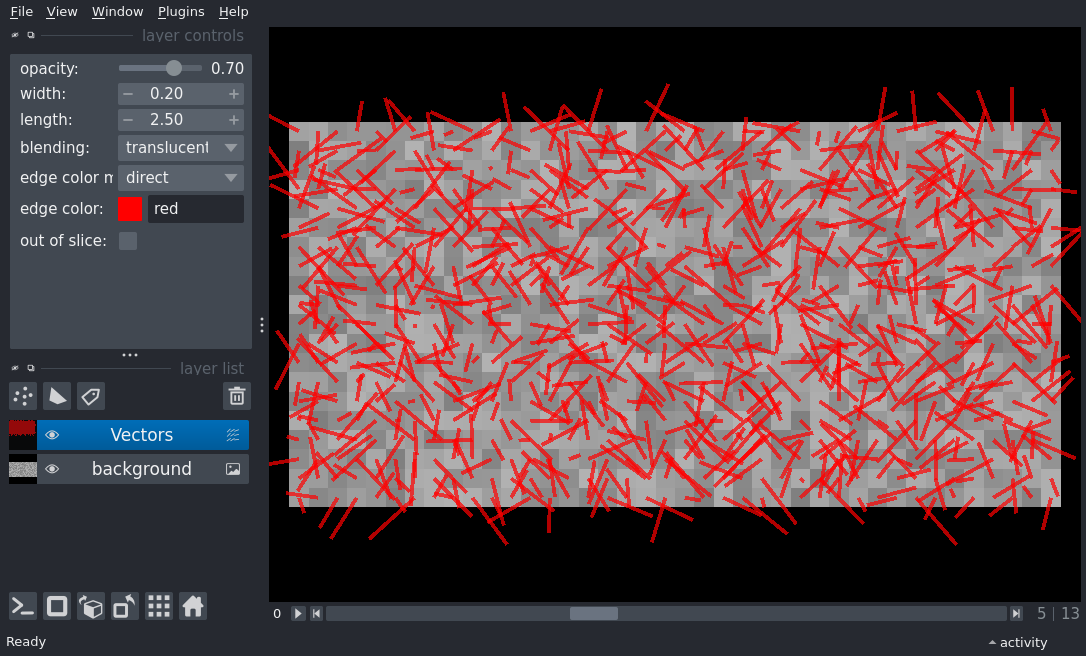 File View Window Plugins Help
layer controls
opacity: 0.70
width: − 0.20 +
length: − 2.50 +
blending: translucent
edge color m direct
edge color: red
out of slice:
layer list
Vectors
background
0 5 | 13
Ready activity